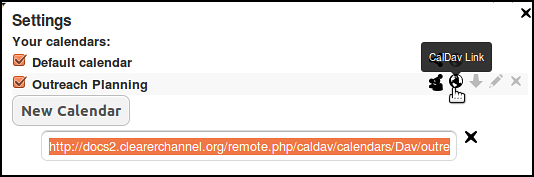 Settings
Your calendars:
Default calendar
CalDav Link
Outreach Planning
New Calendar
http://docs2.clearerchannel.org/remote.php/caldav/calendars/Dav/outre